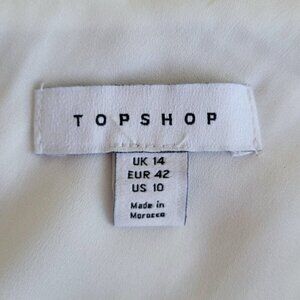 TOPSHOP
UK 14
EUR 42
US 10
Made in
Morocco